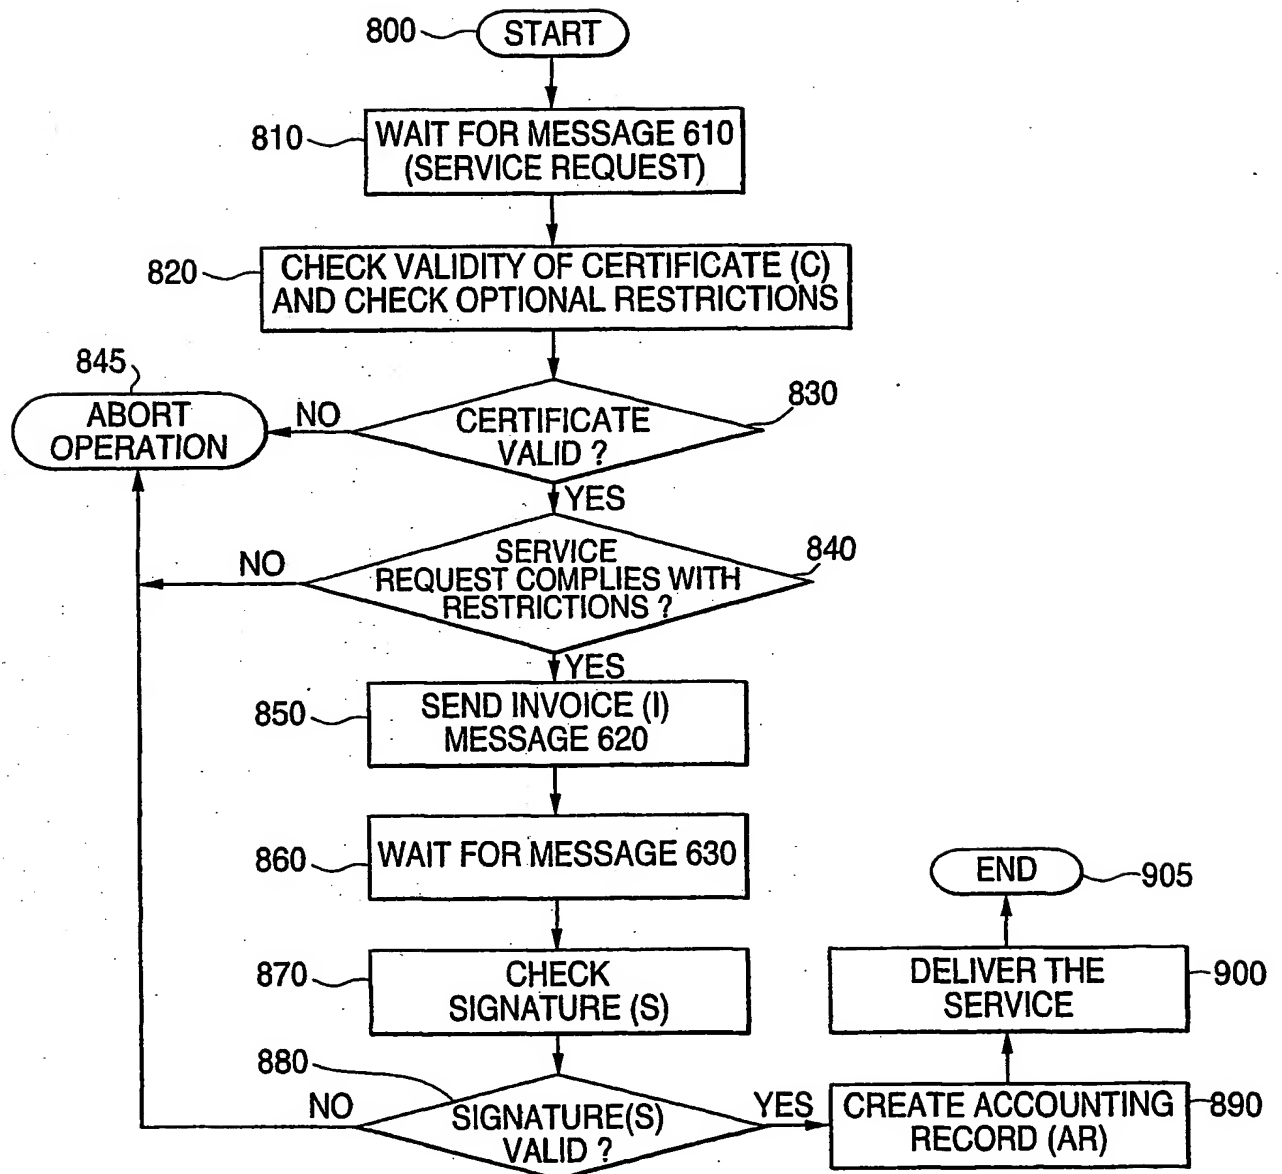 800
START
810
WAIT FOR MESSAGE 610
(SERVICE REQUEST)
820
CHECK VALIDITY OF CERTIFICATE (C)
AND CHECK OPTIONAL RESTRICTIONS
845
ABORT
OPERATION
NO
CERTIFICATE
VALID ?
830
YES
NO
SERVICE
REQUEST COMPLIES WITH
RESTRICTIONS ?
840
YES
850
SEND INVOICE (I)
MESSAGE 620
860
WAIT FOR MESSAGE 630
870
CHECK
SIGNATURE (S)
880
NO
SIGNATURE(S)
VALID ?
YES
CREATE ACCOUNTING
RECORD (AR)
890
DELIVER THE
SERVICE
900
END
905